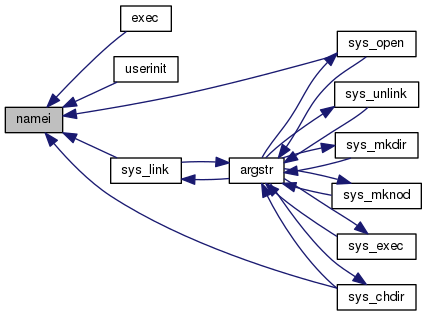 exec
sys_open
userinit
sys_unlink
namei
sys_mkdir
sys_link
argstr
sys_mknod
sys_exec
sys_chdir